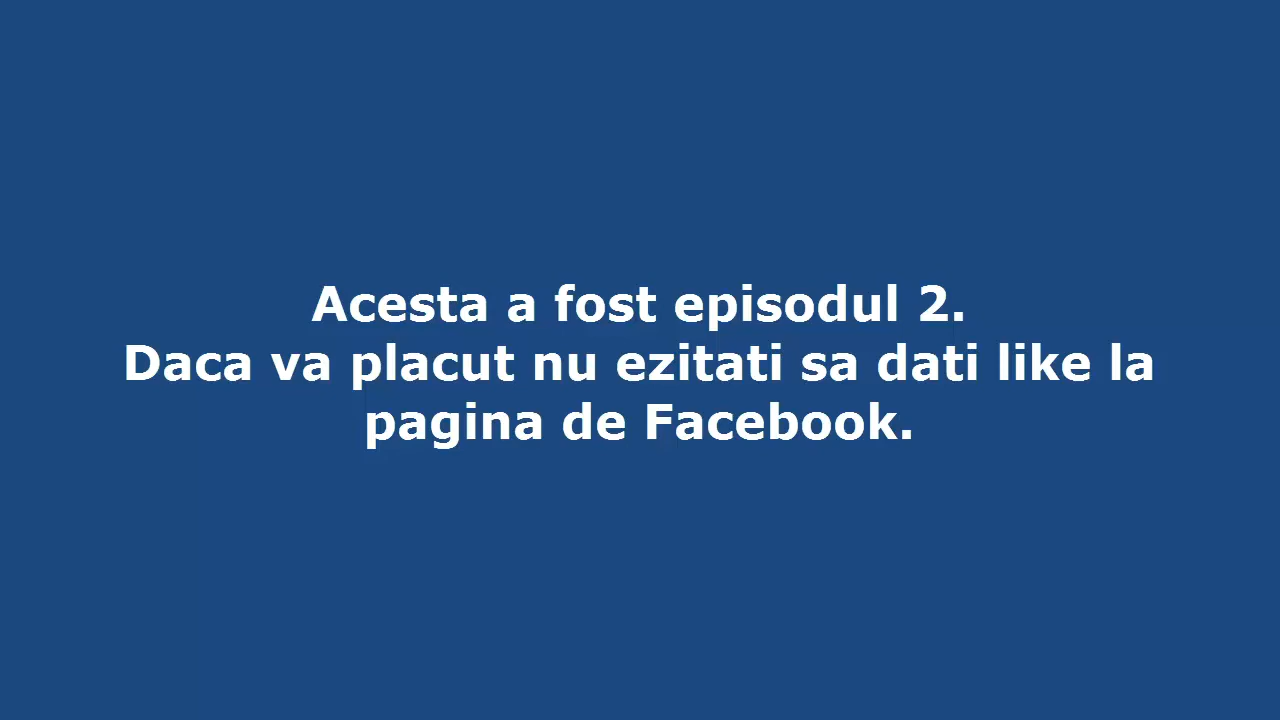 Acesta a fost episodul 2.
Daca va placut nu ezitati sa dati like la
pagina de Facebook.